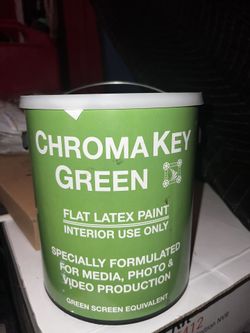 CHROMA KEY
GREEN
FLAT LATEX PAINT
INTERIOR USE ONLY
SPECIALLY FORMULATED
FOR MEDIA, PHOTO &
VIDEO PRODUCTION
GREEN SCREEN EQUIVALENT